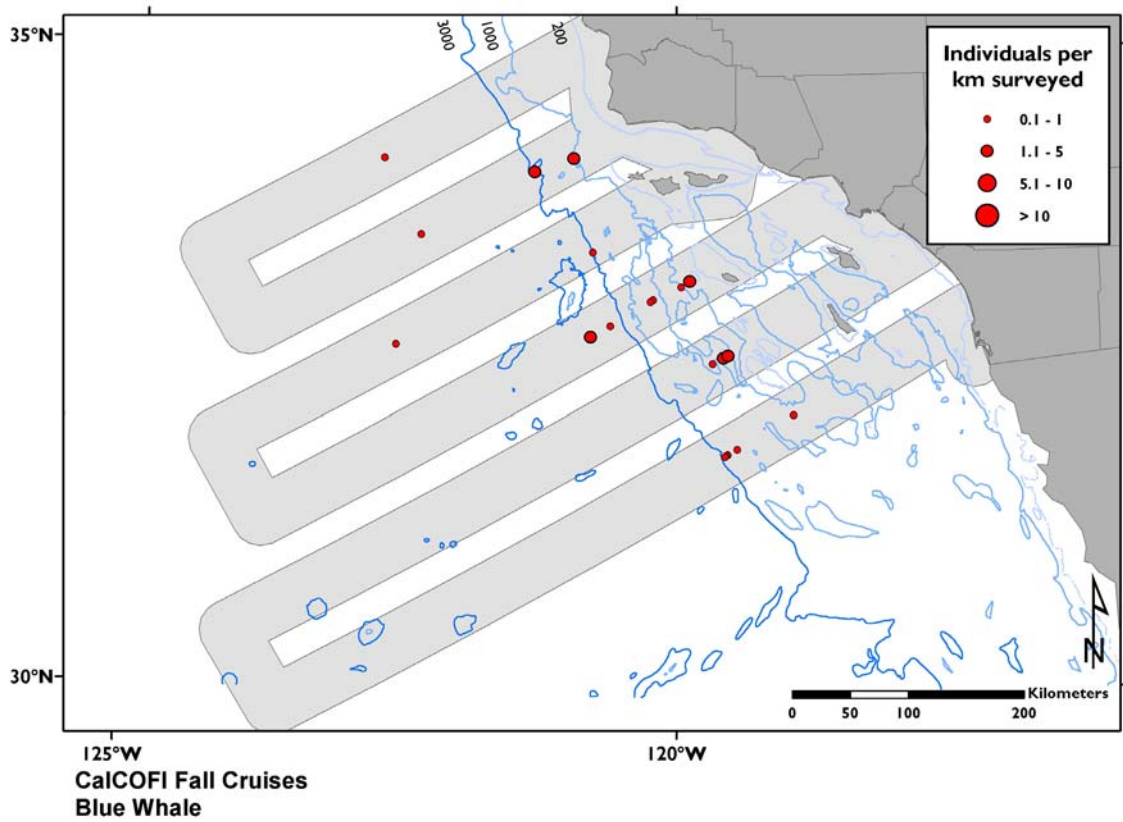 35°N
3000
1000
200
Individuals per
km surveyed
0.1 - 1
1.1 - 5
5.1 - 10
> 10
30°N
N
Kilometers
0 50 100 200
125°W 120°W
CalCOFI Fall Cruises
Blue Whale